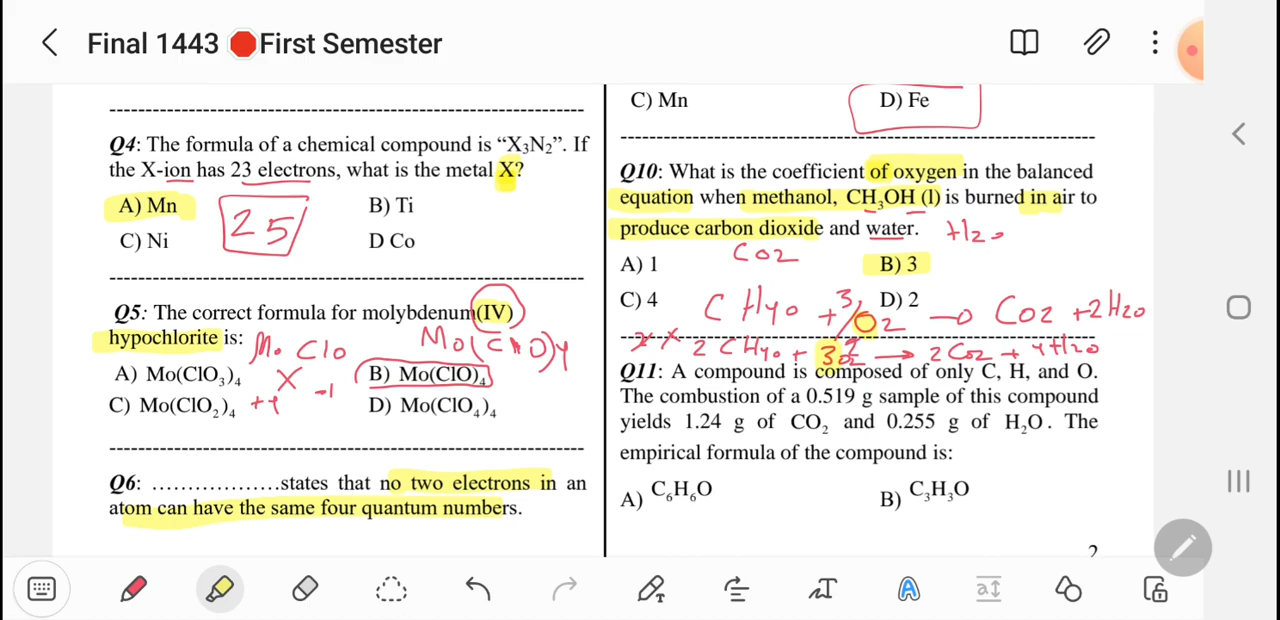 Final 1443 🛑First Semester
Q4: The formula of a chemical compound is “X₃N₂”. If
the X-ion has 23 electrons, what is the metal X?
A) Mn
B) Ti
C) Ni
D Co
25
Q5: The correct formula for molybdenum(IV)
hypochlorite is:
Mo ClO
Mo(ClO)4
A) Mo(ClO₃)₄
B) Mo(ClO)₄
C) Mo(ClO₂)₄
D) Mo(ClO₄)₄
+4
-1
Q6: ...................states that no two electrons in an
atom can have the same four quantum numbers.
C) Mn
D) Fe
Q10: What is the coefficient of oxygen in the balanced
equation when methanol, CH₃OH (l) is burned in air to
produce carbon dioxide and water.
H2O
CO2
A) 1
B) 3
C) 4
D) 2
CH4O + 3/2 O2 → CO2 + 2H2O
2CH4O + 3O2 → 2CO2 + 4H2O
Q11: A compound is composed of only C, H, and O.
The combustion of a 0.519 g sample of this compound
yields 1.24 g of CO₂ and 0.255 g of H₂O. The
empirical formula of the compound is:
A) C₆H₆O
B) C₃H₃O
2